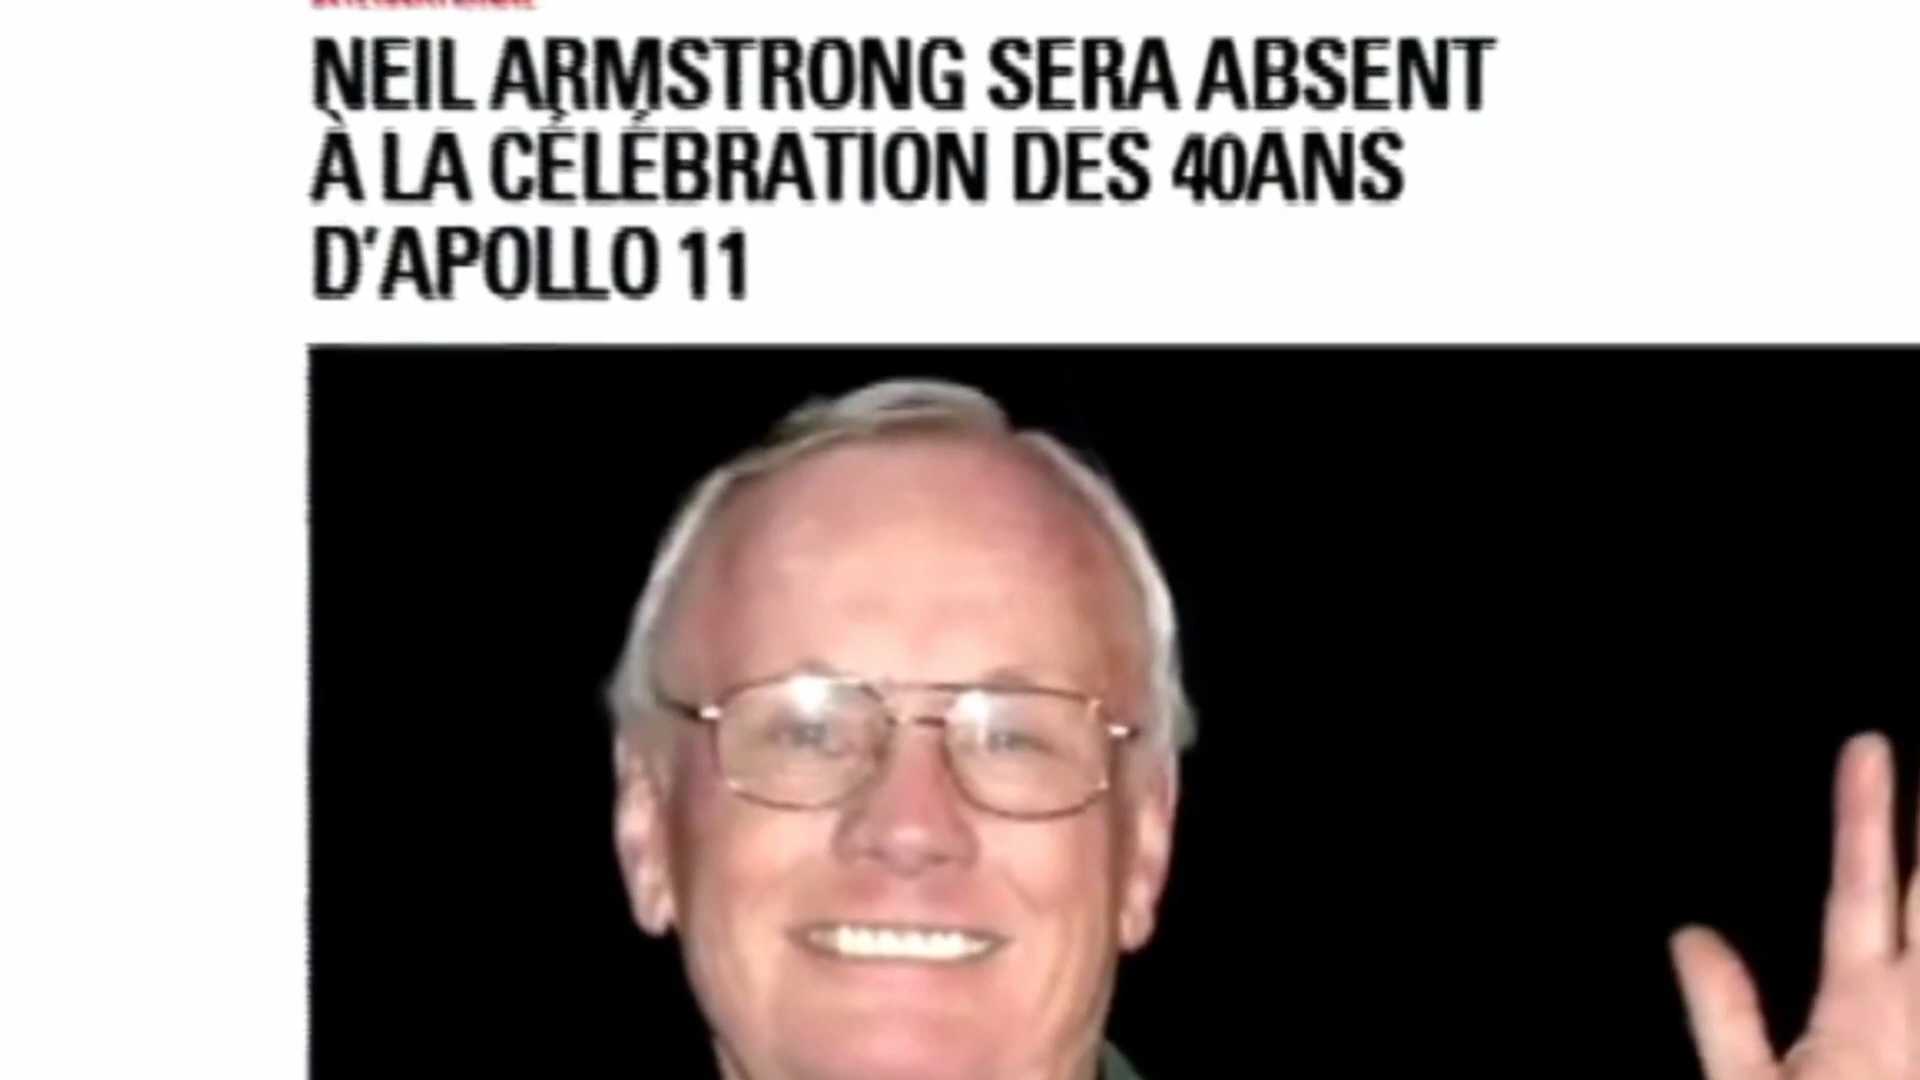 NEIL ARMSTRONG SERA ABSENT
À LA CÉLÉBRATION DES 40ANS
D'APOLLO 11